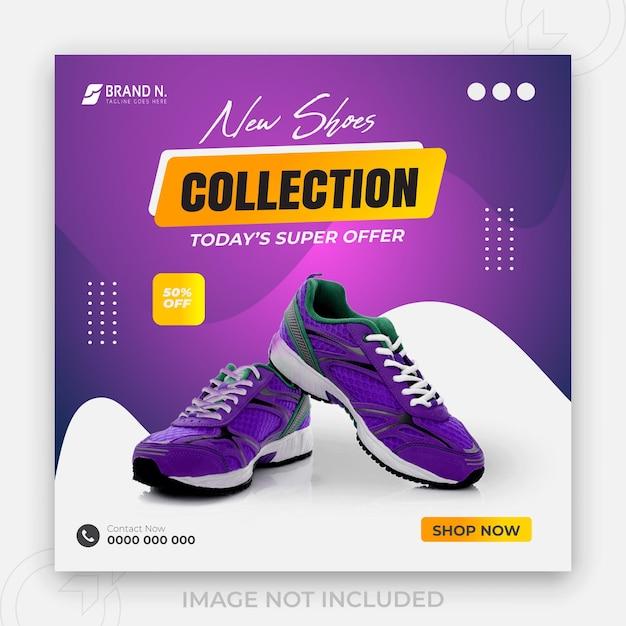 BRAND N.
TAGLINE GOES HERE
New Shoes
COLLECTION
TODAY'S SUPER OFFER
50%
OFF
Contact Now
0000 000 000
SHOP NOW
IMAGE NOT INCLUDED